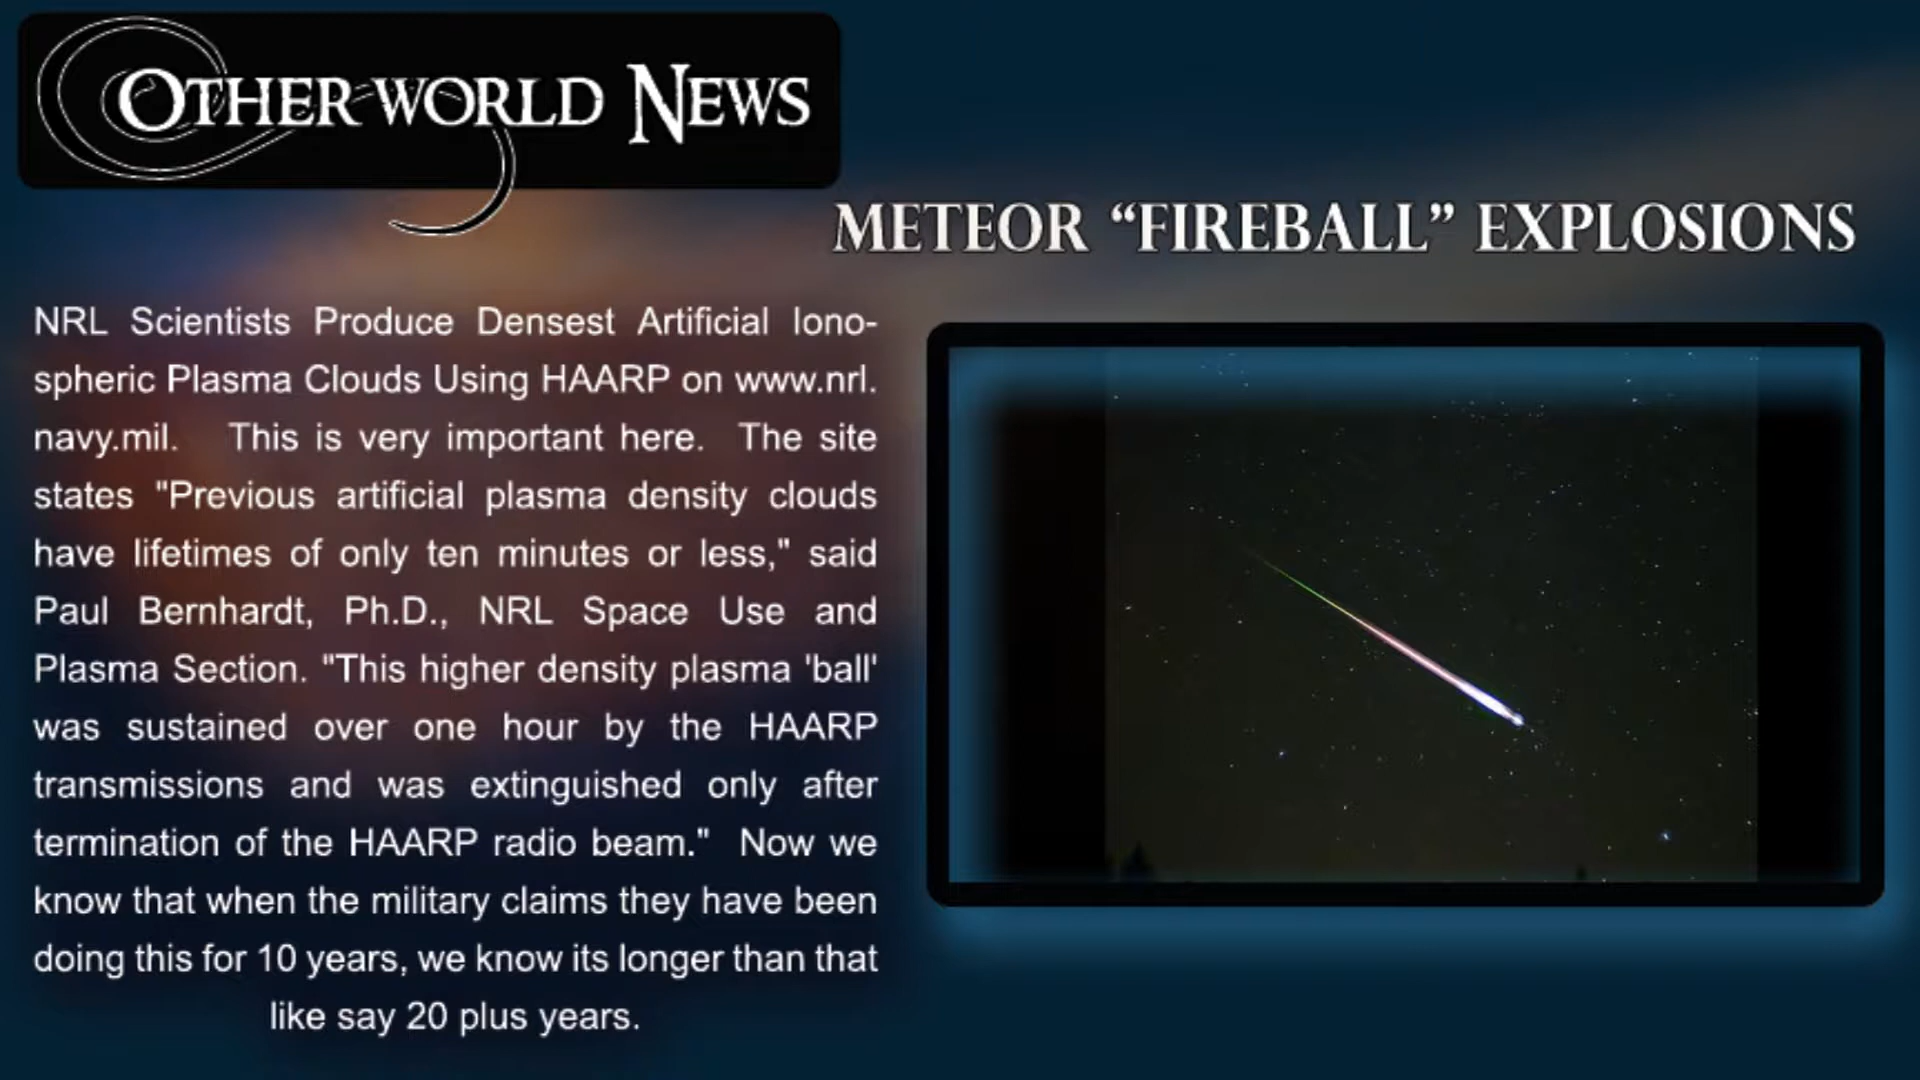 OTHERWORLD NEWS
METEOR “FIREBALL” EXPLOSIONS
NRL Scientists Produce Densest Artificial Iono-
spheric Plasma Clouds Using HAARP on www.nrl.
navy.mil. This is very important here. The site
states "Previous artificial plasma density clouds
have lifetimes of only ten minutes or less," said
Paul Bernhardt, Ph.D., NRL Space Use and
Plasma Section. "This higher density plasma 'ball'
was sustained over one hour by the HAARP
transmissions and was extinguished only after
termination of the HAARP radio beam." Now we
know that when the military claims they have been
doing this for 10 years, we know its longer than that
like say 20 plus years.